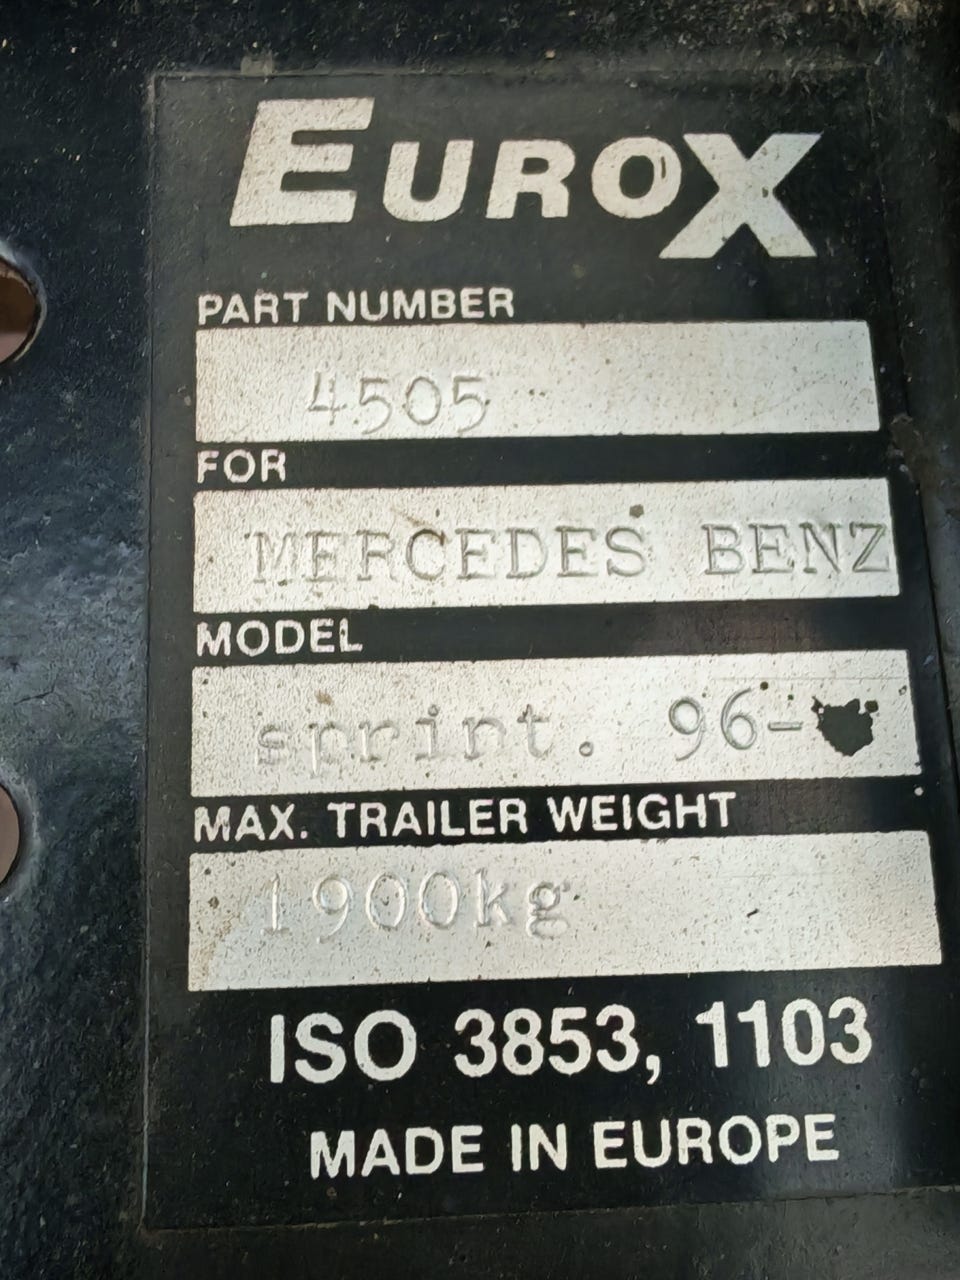 EUROX
PART NUMBER
4505
FOR
MERCEDES BENZ
MODEL
sprint. 96-
MAX. TRAILER WEIGHT
1900kg
ISO 3853, 1103
MADE IN EUROPE